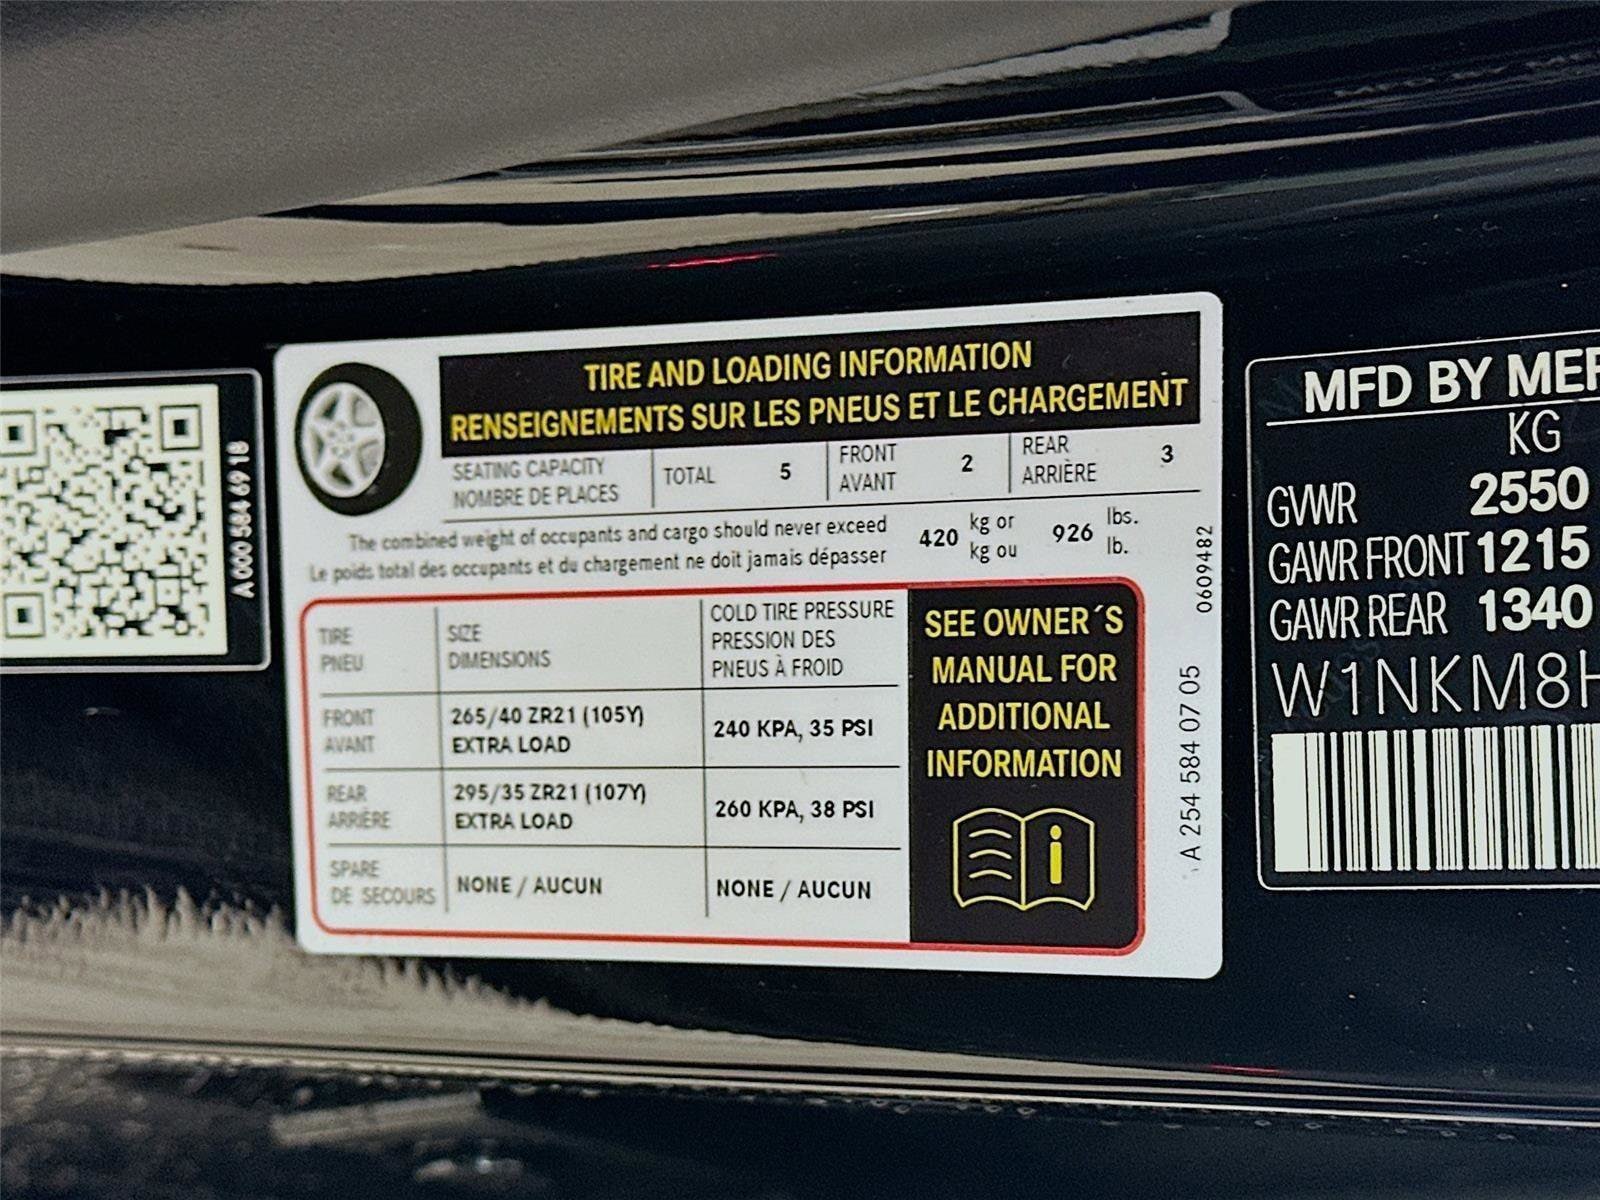 A 000 584 69 18
TIRE AND LOADING INFORMATION
RENSEIGNEMENTS SUR LES PNEUS ET LE CHARGEMENT
SEATING CAPACITY
NOMBRE DE PLACES
TOTAL 5
FRONT
AVANT
2
REAR
ARRIÈRE
3
The combined weight of occupants and cargo should never exceed
Le poids total des occupants et du chargement ne doit jamais dépasser
420 kg or
kg ou
926 lbs.
lb.
TIRE
PNEU
SIZE
DIMENSIONS
COLD TIRE PRESSURE
PRESSION DES
PNEUS À FROID
FRONT
AVANT
265/40 ZR21 (105Y)
EXTRA LOAD
240 KPA, 35 PSI
REAR
ARRIÈRE
295/35 ZR21 (107Y)
EXTRA LOAD
260 KPA, 38 PSI
SPARE
DE SECOURS
NONE / AUCUN
NONE / AUCUN
SEE OWNER´S
MANUAL FOR
ADDITIONAL
INFORMATION
A 254 584 07 05
0609482
MFD BY MER
KG
GVWR 2550
GAWR FRONT 1215
GAWR REAR 1340
W1NKM8H